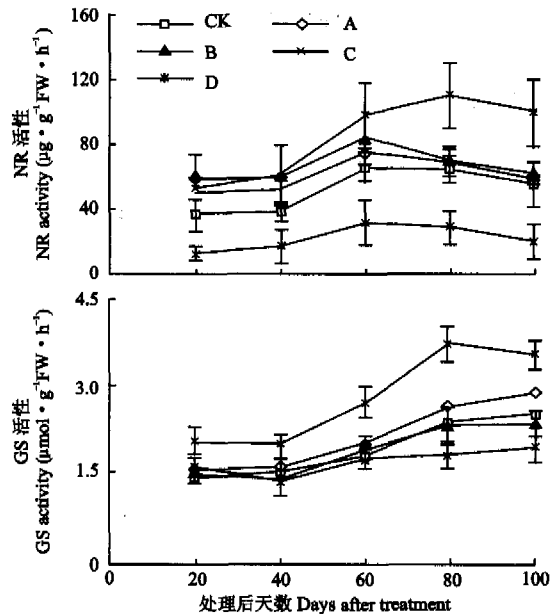 160
120
80
40
0
NR 活性
NR activity (μg·g⁻¹FW·h⁻¹)
CK
A
B
C
D
4.5
3.0
1.5
0
GS 活性
GS activity (μmol·g⁻¹FW·h⁻¹)
0 20 40 60 80 100
处理后天数 Days after treatment